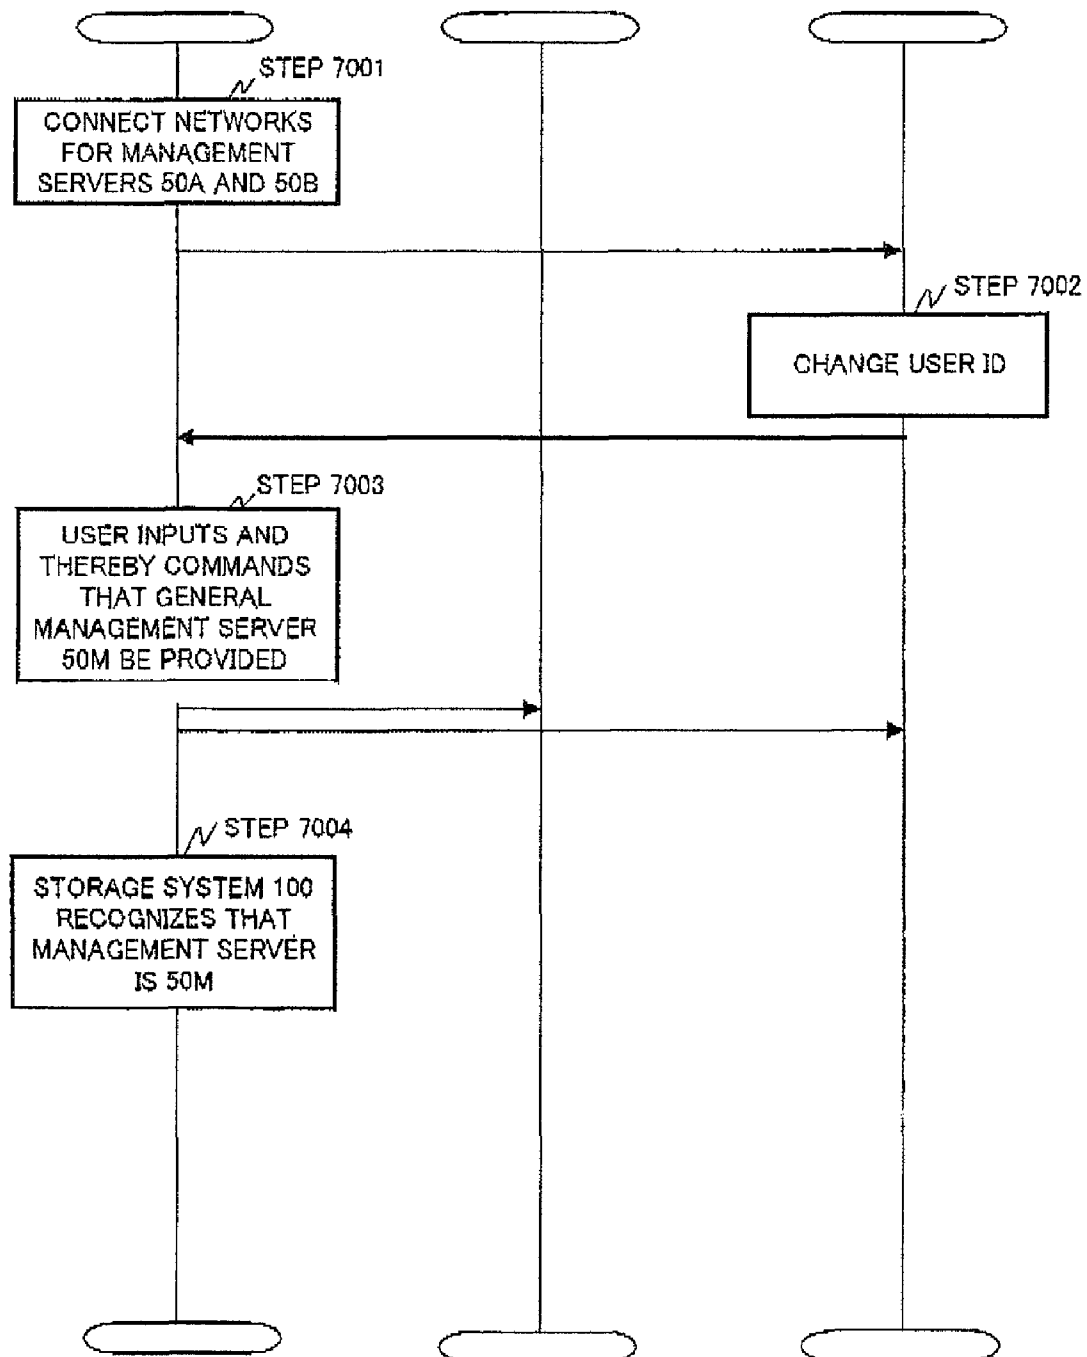 STEP 7001
CONNECT NETWORKS
FOR MANAGEMENT
SERVERS 50A AND 50B
STEP 7002
CHANGE USER ID
STEP 7003
USER INPUTS AND
THEREBY COMMANDS
THAT GENERAL
MANAGEMENT SERVER
50M BE PROVIDED
STEP 7004
STORAGE SYSTEM 100
RECOGNIZES THAT
MANAGEMENT SERVER
IS 50M